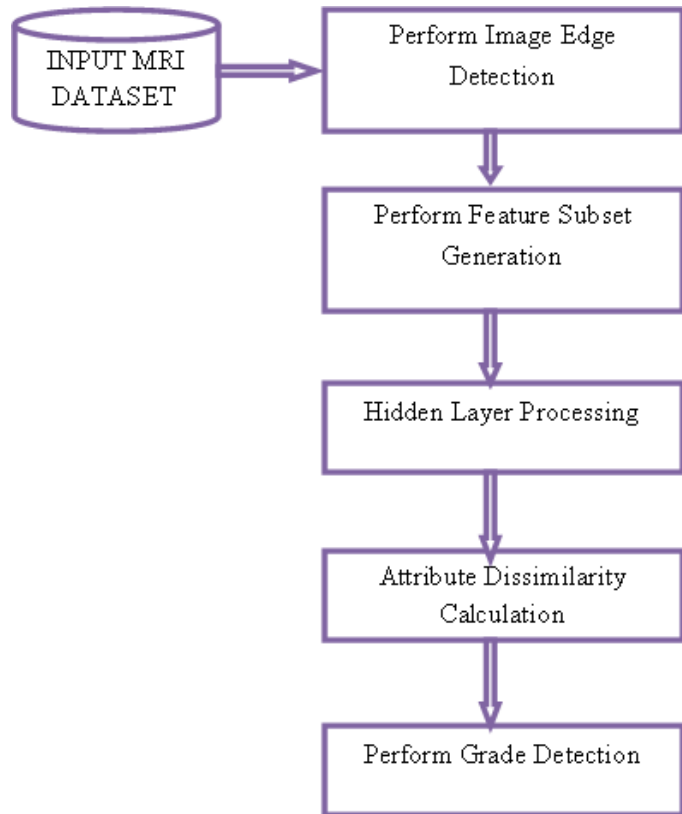 INPUT MRI
DATASET
Perform Image Edge
Detection
Perform Feature Subset
Generation
Hidden Layer Processing
Attribute Dissimilarity
Calculation
Perform Grade Detection